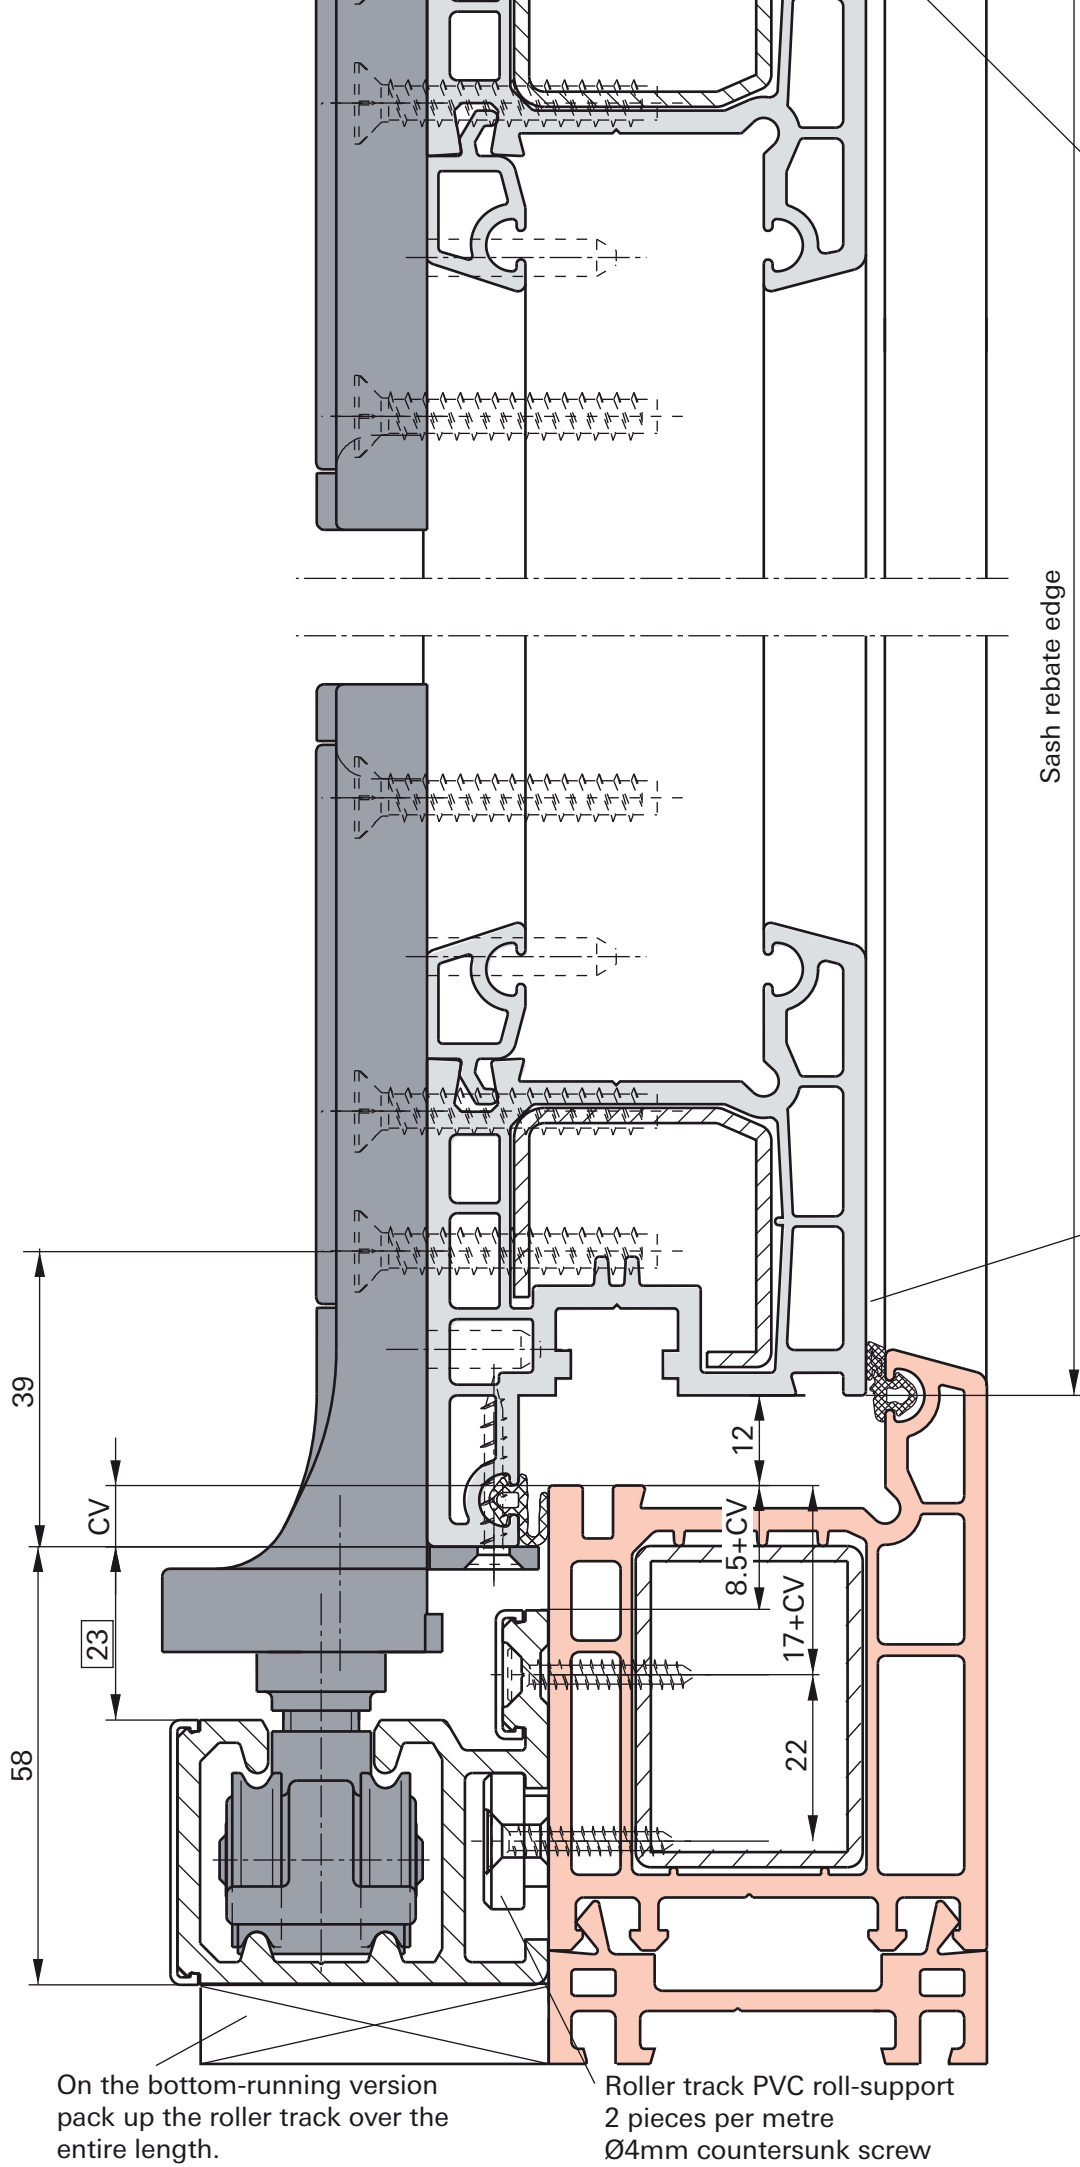 Sash rebate edge
39
12
CV
8.5+CV
17+CV
23
22
58
On the bottom-running version
pack up the roller track over the
entire length.
Roller track PVC roll-support
2 pieces per metre
Ø4mm countersunk screw